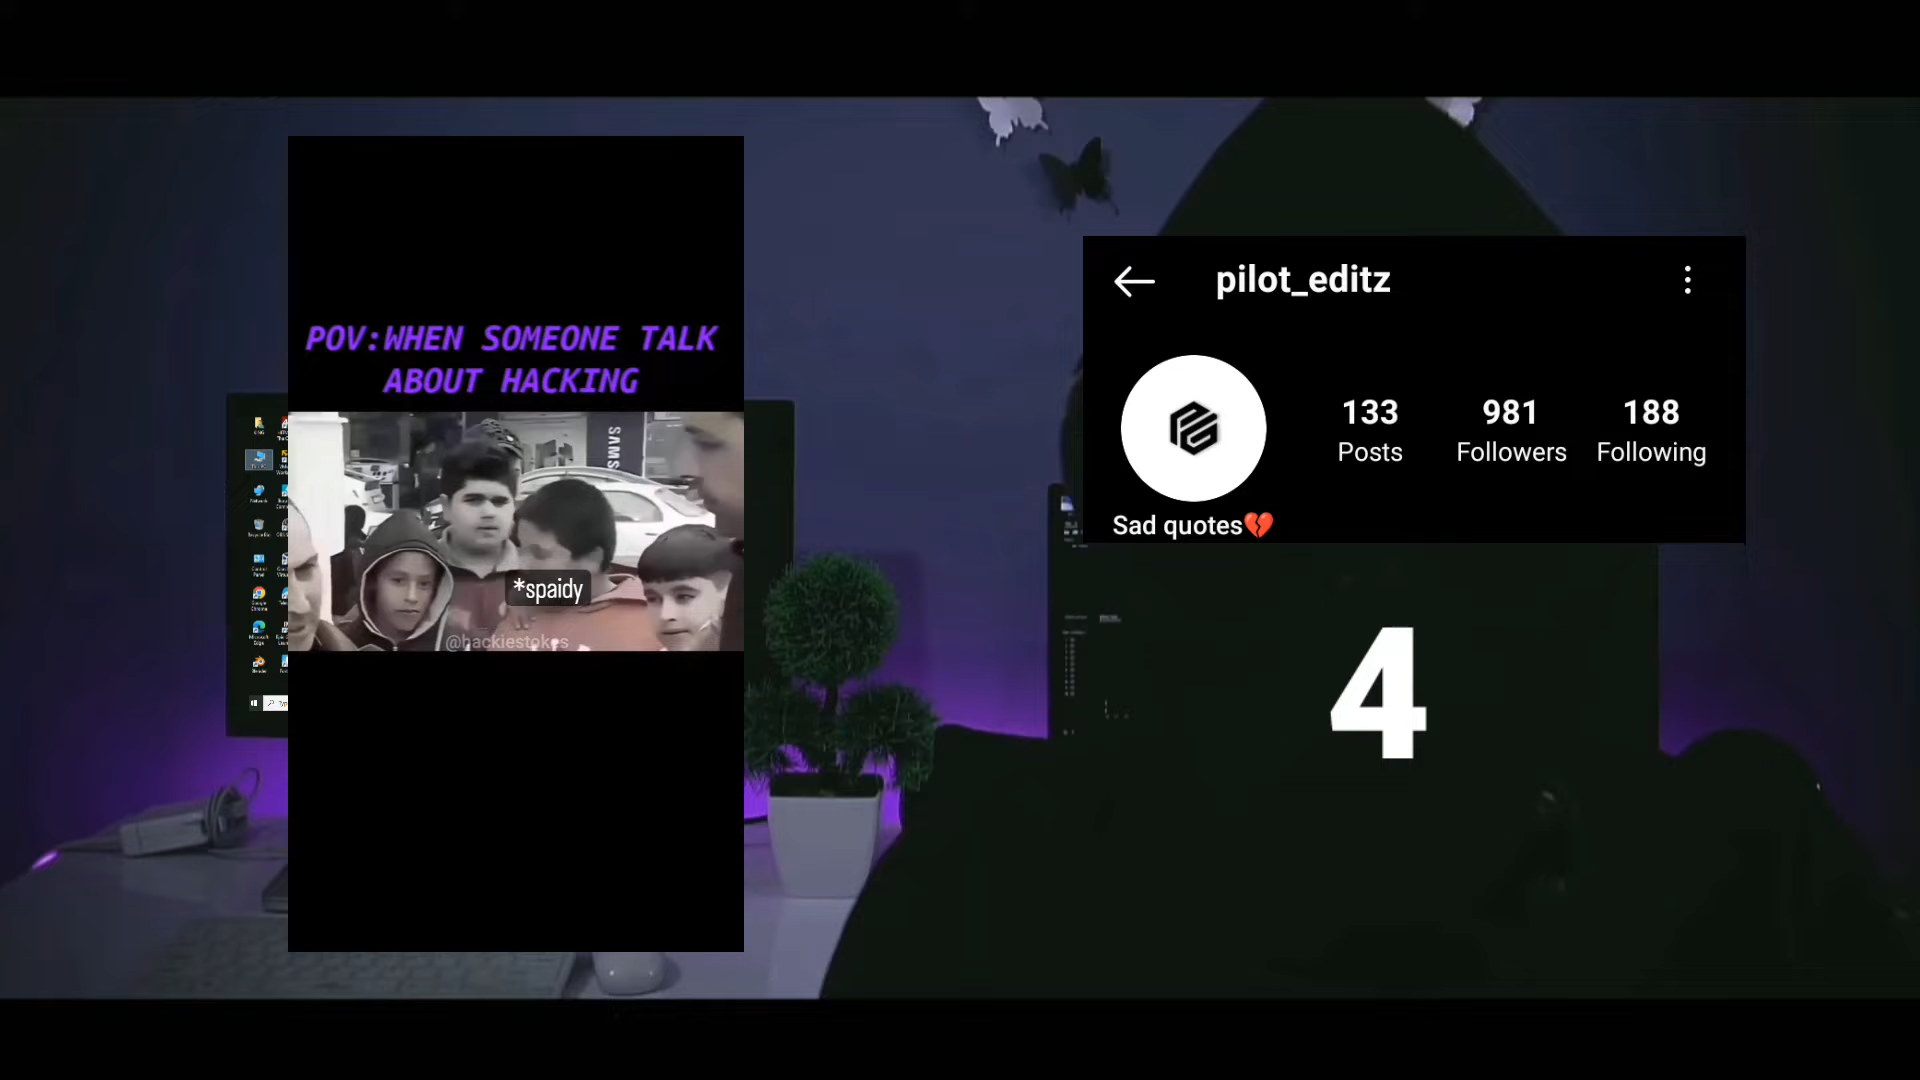 POV:WHEN SOMEONE TALK
ABOUT HACKING
SAMS
*spaidy
@hackiestokes
pilot_editz
133
Posts
981
Followers
188
Following
Sad quotes💔
4